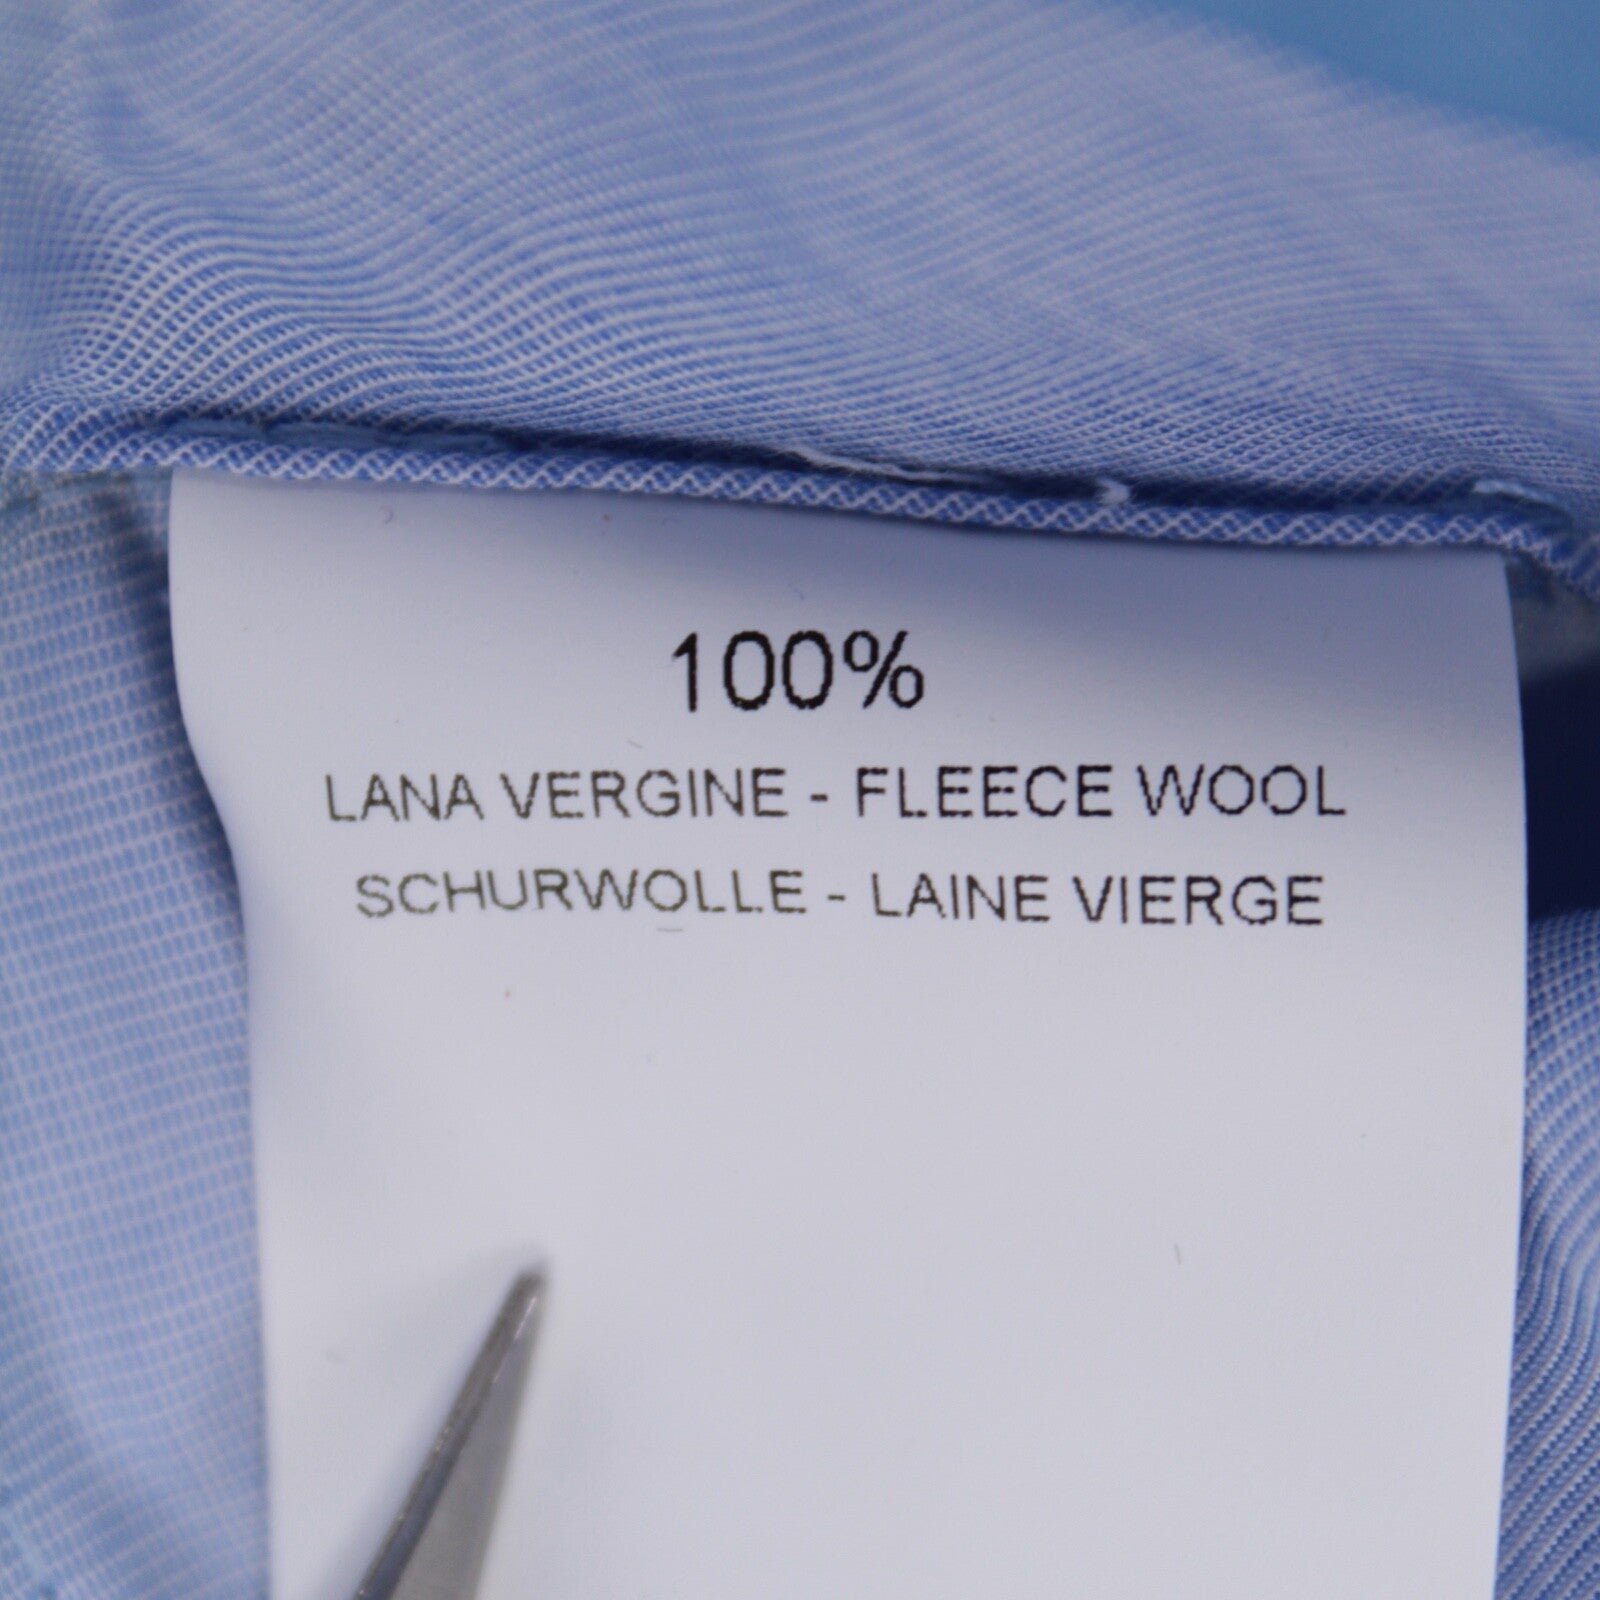 100%
LANA VERGINE - FLEECE WOOL
SCHURWOLLE - LAINE VIERGE